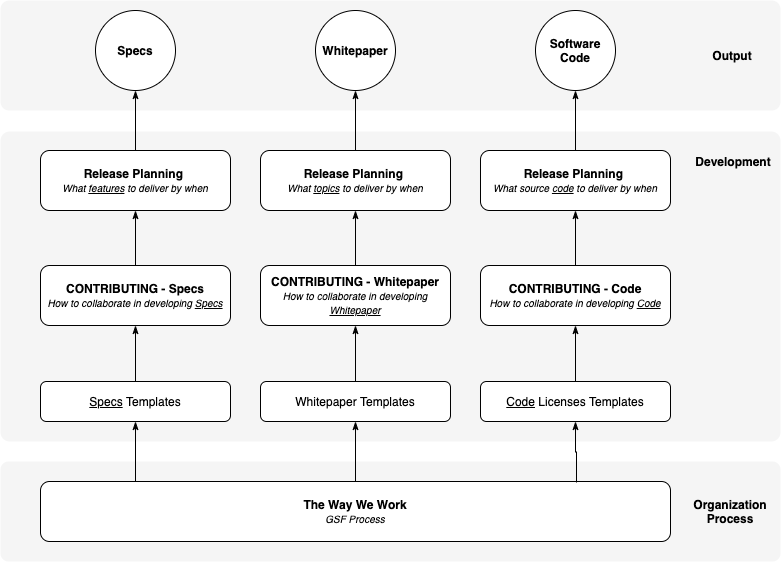 Specs
Whitepaper
Software
Code
Output
Development
Release Planning
What features to deliver by when
Release Planning
What topics to deliver by when
Release Planning
What source code to deliver by when
CONTRIBUTING - Specs
How to collaborate in developing Specs
CONTRIBUTING - Whitepaper
How to collaborate in developing
Whitepaper
CONTRIBUTING - Code
How to collaborate in developing Code
Specs Templates
Whitepaper Templates
Code Licenses Templates
The Way We Work
GSF Process
Organization
Process